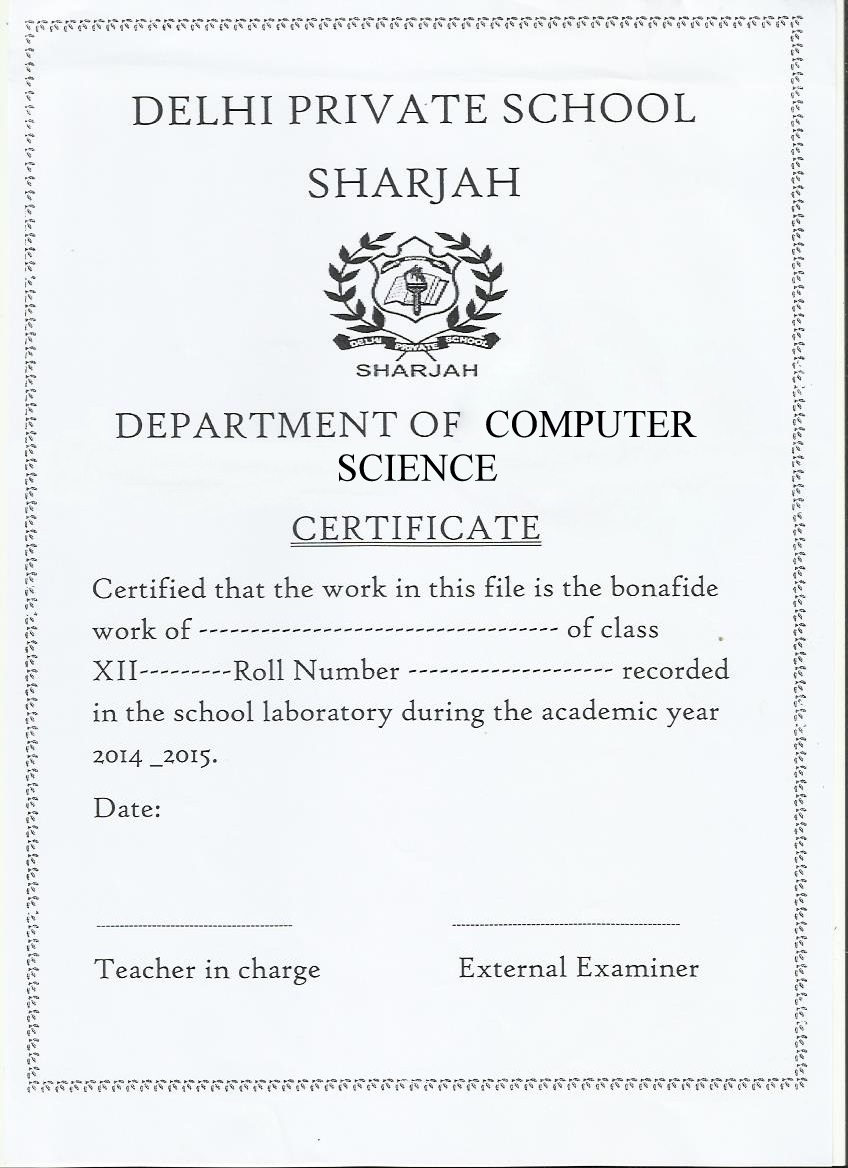 DELHI PRIVATE SCHOOL
SHARJAH
DELHI PRIVATE SCHOOL
SHARJAH
DEPARTMENT OF COMPUTER
SCIENCE
CERTIFICATE
Certified that the work in this file is the bonafide
work of ----------------------------------- of class
XII---------Roll Number -------------------- recorded
in the school laboratory during the academic year
2014 _2015.
Date:
Teacher in charge External Examiner